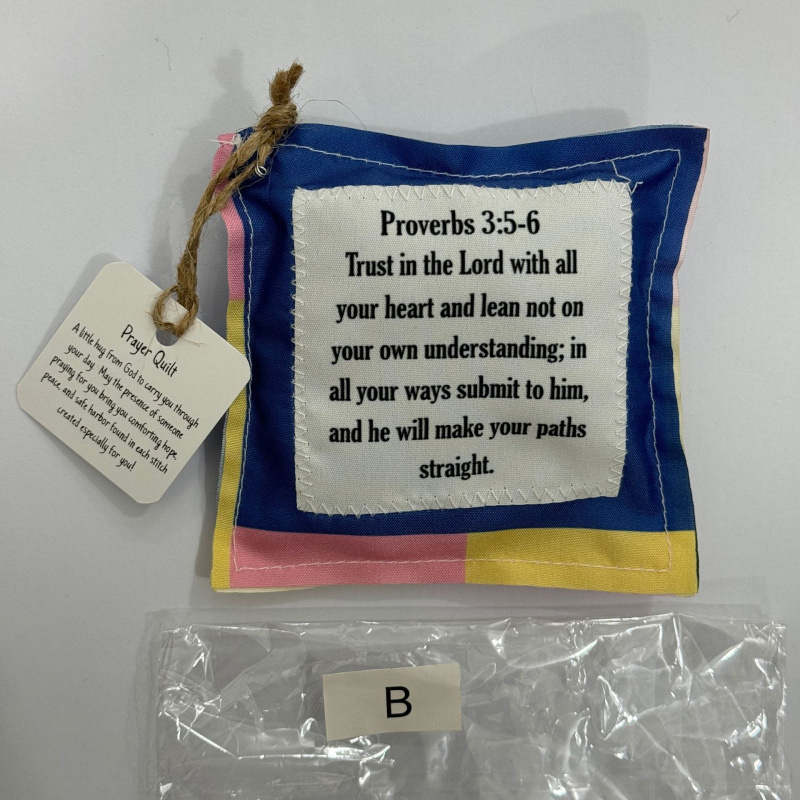 Proverbs 3:5-6
Trust in the Lord with all
your heart and lean not on
your own understanding; in
all your ways submit to him,
and he will make your paths
straight.
Prayer Quilt
A little hug from God to carry you through
your day. May the presence of someone
praying for you bring you comforting hope,
peace, and safe harbor found in each stitch
created especially for you!
B